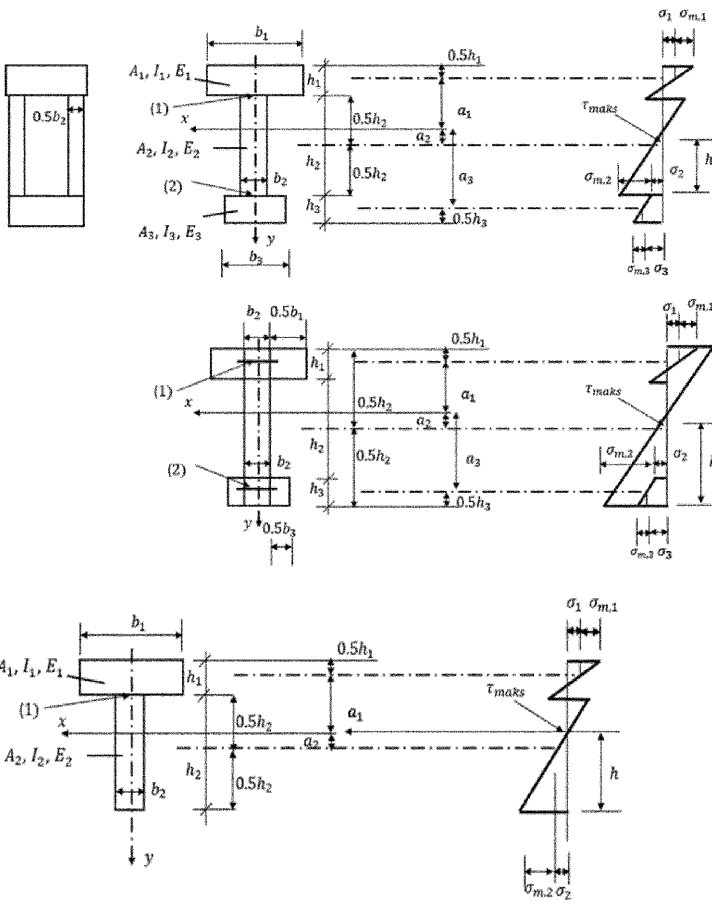 σ₁ σₘ,₁
b₁
0.5h₁
A₁, I₁, E₁
h₁
(1)
0.5b₂
0.5h₂
a₁
τₘₐₖₛ
x
a₂
A₂, I₂, E₂
h₂
h
(2)
b₂
0.5h₂
a₃
σₘ,₂
σ₂
h₃
A₃, I₃, E₃
y
0.5h₃
b₃
σₘ,₃ σ₃
b₂ 0.5b₁
σ₁ σₘ,₁
0.5h₁
(1)
h₁
a₁
x
0.5h₂
τₘₐₖₛ
a₂
h₂
(2)
b₂
0.5h₂
a₃
σₘ,₂
σ₂
h₃
y
0.5h₃
0.5b₃
σₘ,₃ σ₃
b₁
σ₁ σₘ,₁
0.5h₁
A₁, I₁, E₁
h₁
(1)
τₘₐₖₛ
x
0.5h₂
a₁
a₂
A₂, I₂, E₂
h₂
b₂
0.5h₂
h
y
σₘ,₂ σ₂